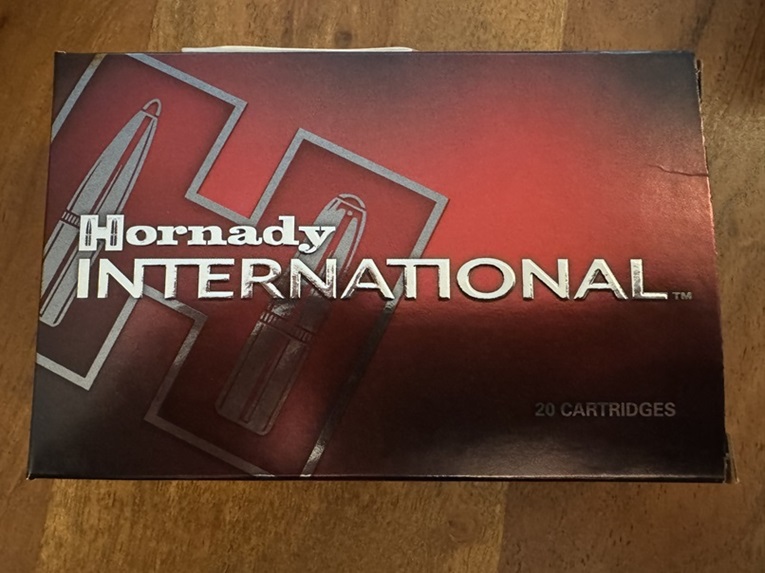 Hornady
INTERNATIONAL™
20 CARTRIDGES